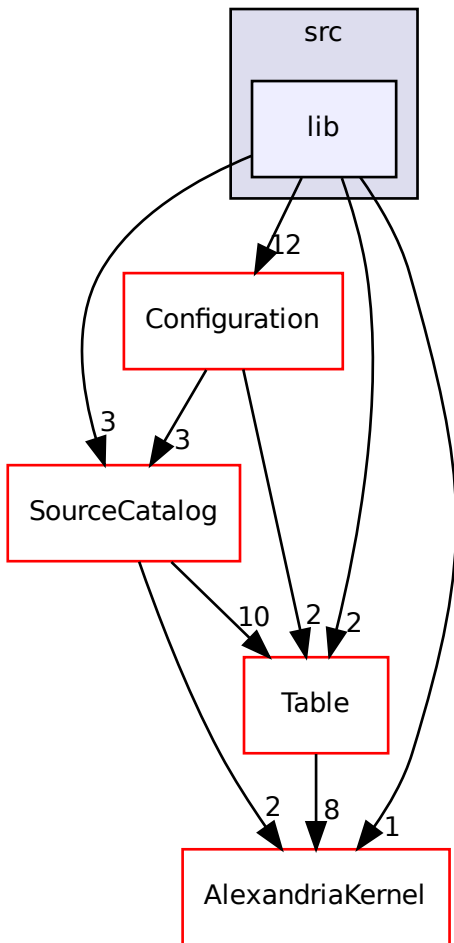 src
lib
12
Configuration
3
3
SourceCatalog
10
2
2
Table
2
8
1
AlexandriaKernel